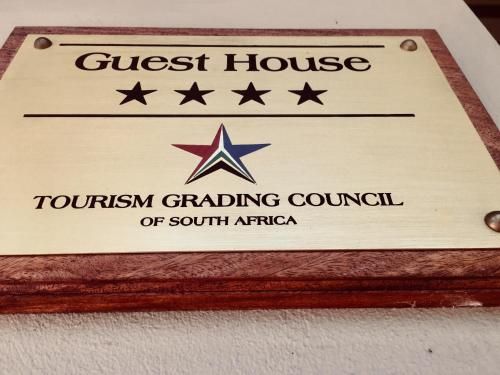 Guest House
★★★★
TOURISM GRADING COUNCIL
OF SOUTH AFRICA